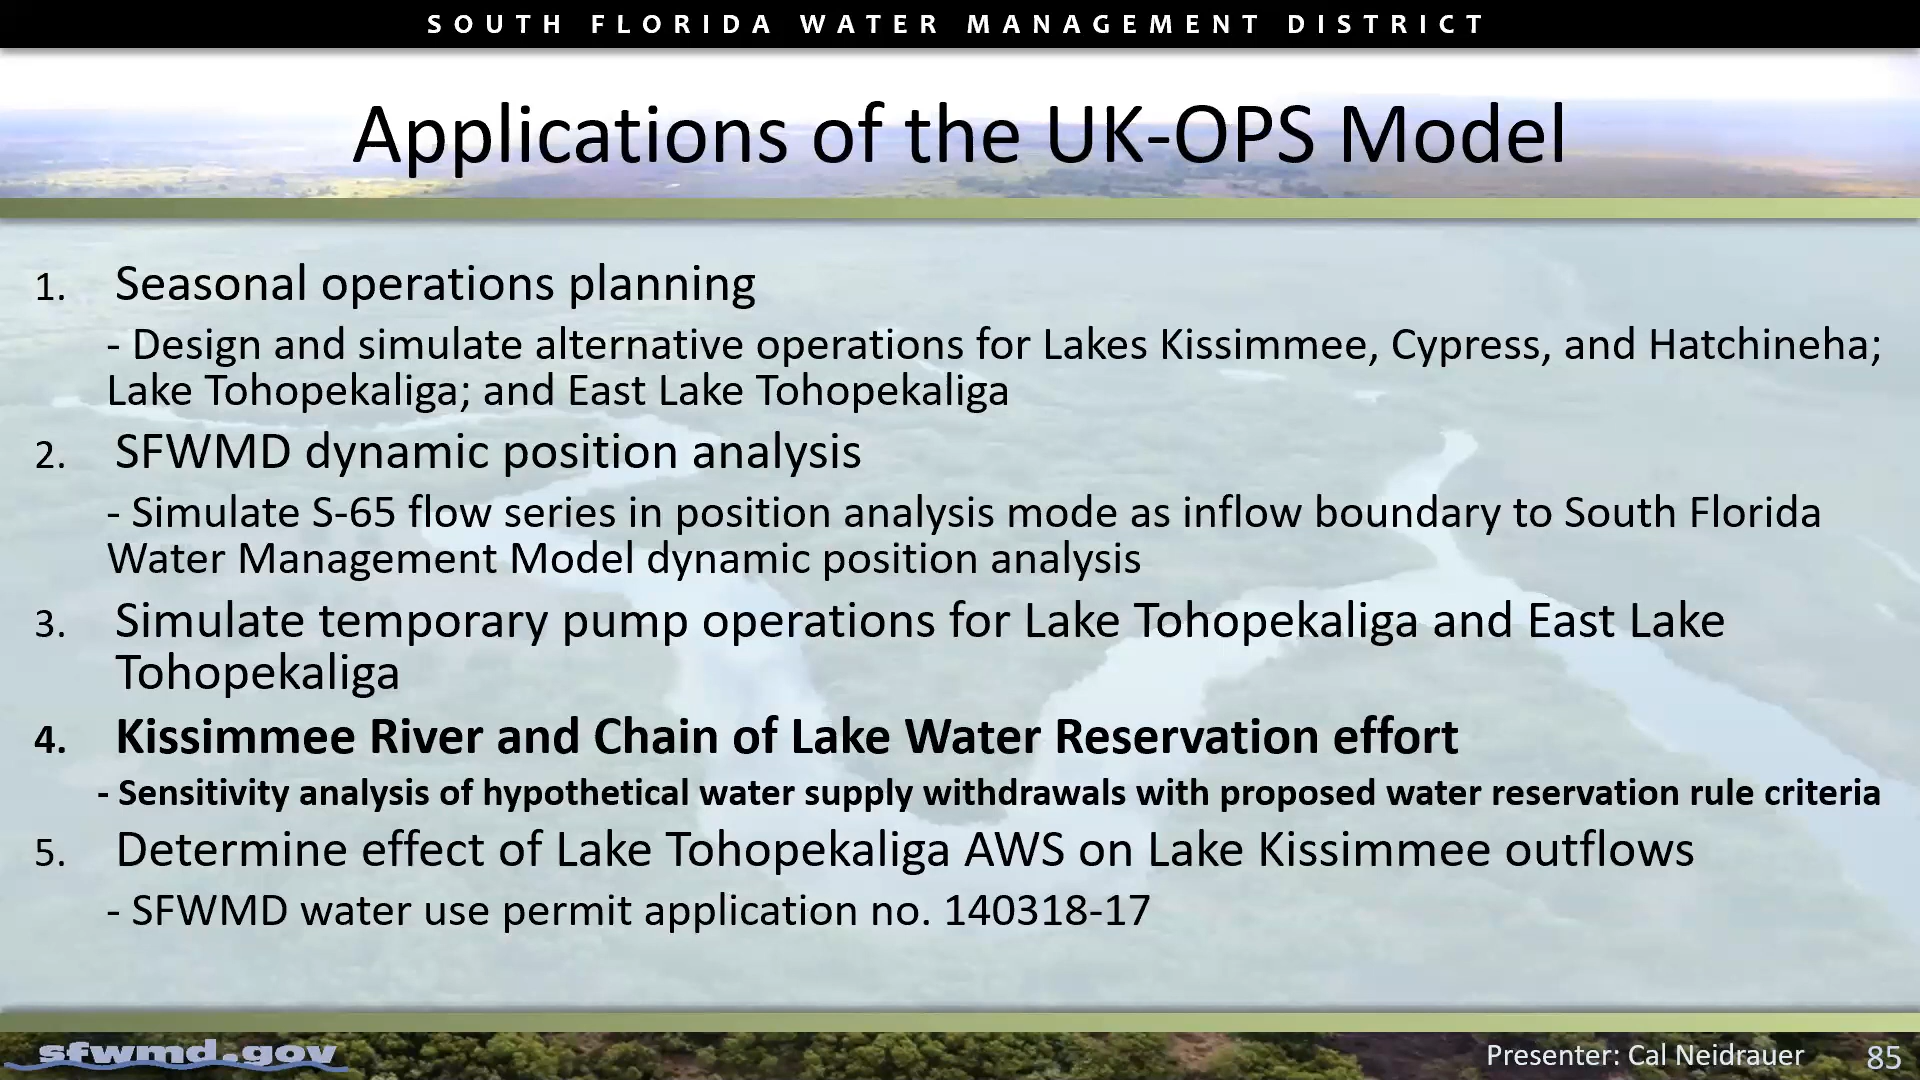 SOUTH FLORIDA WATER MANAGEMENT DISTRICT
Applications of the UK-OPS Model
1. Seasonal operations planning
- Design and simulate alternative operations for Lakes Kissimmee, Cypress, and Hatchineha;
Lake Tohopekaliga; and East Lake Tohopekaliga
2. SFWMD dynamic position analysis
- Simulate S-65 flow series in position analysis mode as inflow boundary to South Florida
Water Management Model dynamic position analysis
3. Simulate temporary pump operations for Lake Tohopekaliga and East Lake
Tohopekaliga
4. Kissimmee River and Chain of Lake Water Reservation effort
- Sensitivity analysis of hypothetical water supply withdrawals with proposed water reservation rule criteria
5. Determine effect of Lake Tohopekaliga AWS on Lake Kissimmee outflows
- SFWMD water use permit application no. 140318-17
sfwmd.gov
Presenter: Cal Neidrauer 85